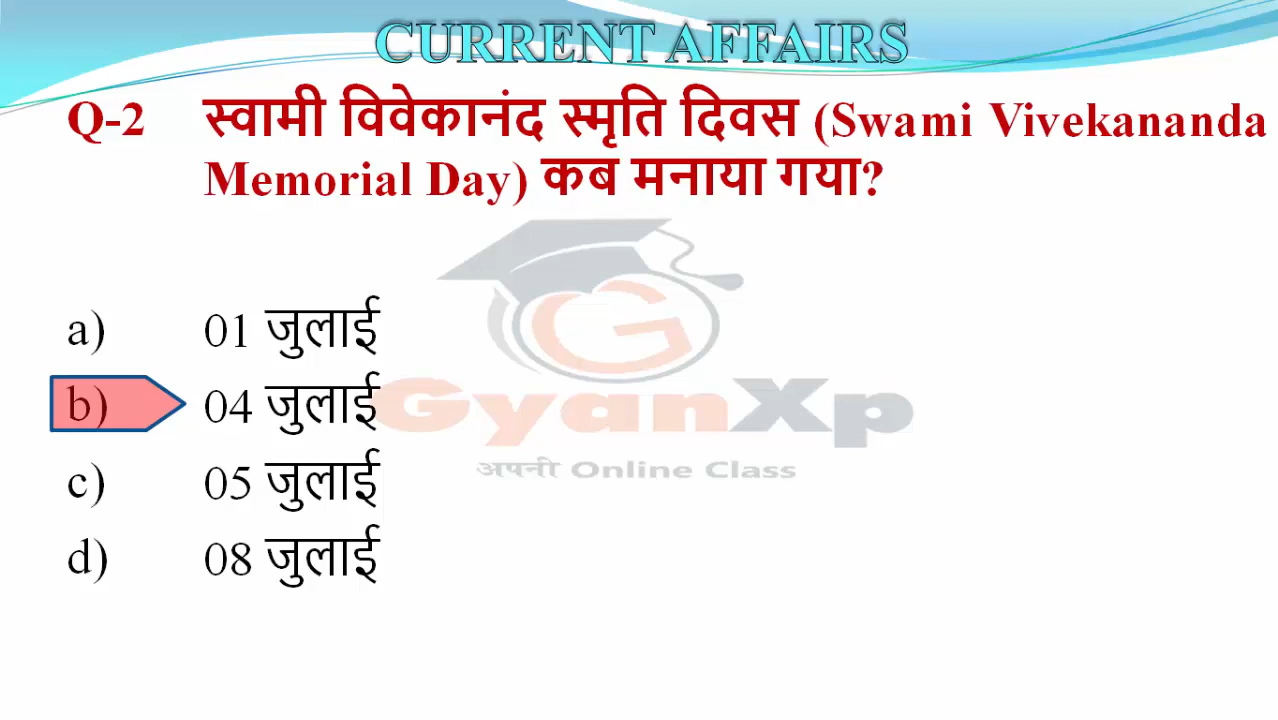 CURRENT AFFAIRS
Q-2 स्वामी विवेकानंद स्मृति दिवस (Swami Vivekananda
Memorial Day) कब मनाया गया?
a) 01 जुलाई
b) 04 जुलाई
c) 05 जुलाई
d) 08 जुलाई
G
GyanXp
अपनी Online Class